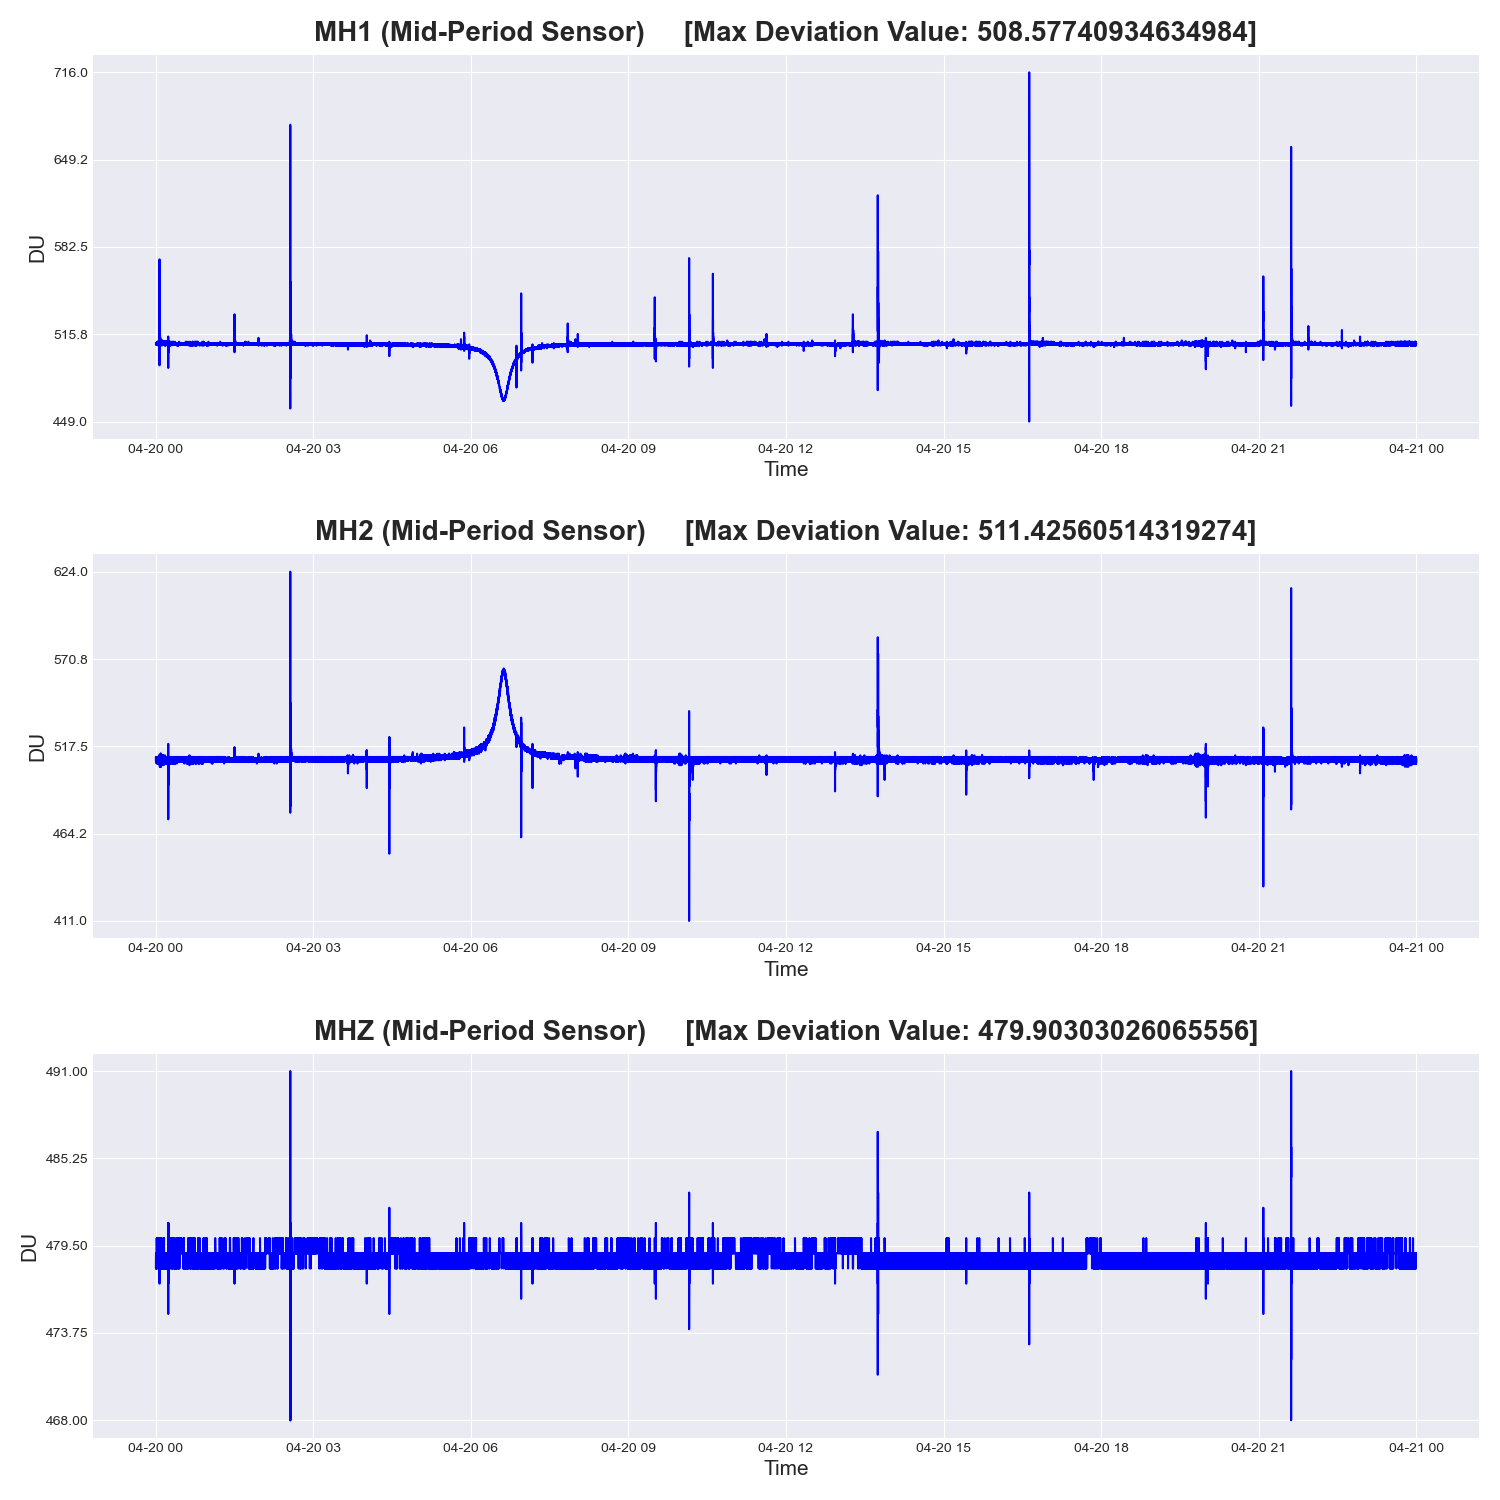 MH1 (Mid-Period Sensor) [Max Deviation Value: 508.57740934634984]
716.0
649.2
582.5
515.8
449.0
DU
04-20 00 04-20 03 04-20 06 04-20 09 04-20 12 04-20 15 04-20 18 04-20 21 04-21 00
Time
MH2 (Mid-Period Sensor) [Max Deviation Value: 511.42560514319274]
624.0
570.8
517.5
464.2
411.0
DU
04-20 00 04-20 03 04-20 06 04-20 09 04-20 12 04-20 15 04-20 18 04-20 21 04-21 00
Time
MHZ (Mid-Period Sensor) [Max Deviation Value: 479.90303026065556]
491.00
485.25
479.50
473.75
468.00
DU
04-20 00 04-20 03 04-20 06 04-20 09 04-20 12 04-20 15 04-20 18 04-20 21 04-21 00
Time